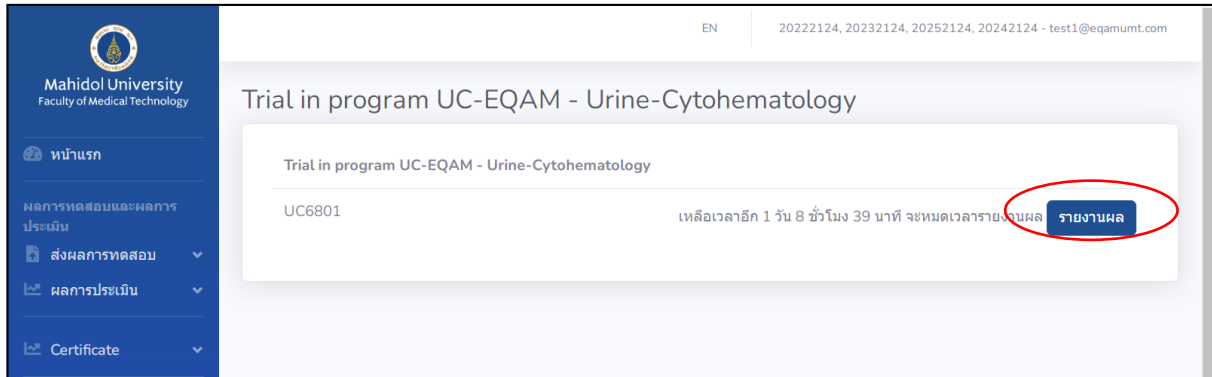 Mahidol University
Faculty of Medical Technology
หน้าแรก
ผลการทดสอบและผลการ
ประเมิน
ส่งผลการทดสอบ
ผลการประเมิน
Certificate
EN
20222124, 20232124, 20252124, 20242124 - test1@eqamumt.com
Trial in program UC-EQAM - Urine-Cytohematology
Trial in program UC-EQAM - Urine-Cytohematology
UC6801
เหลือเวลาอีก 1 วัน 8 ชั่วโมง 39 นาที จะหมดเวลารายงานผล
รายงานผล